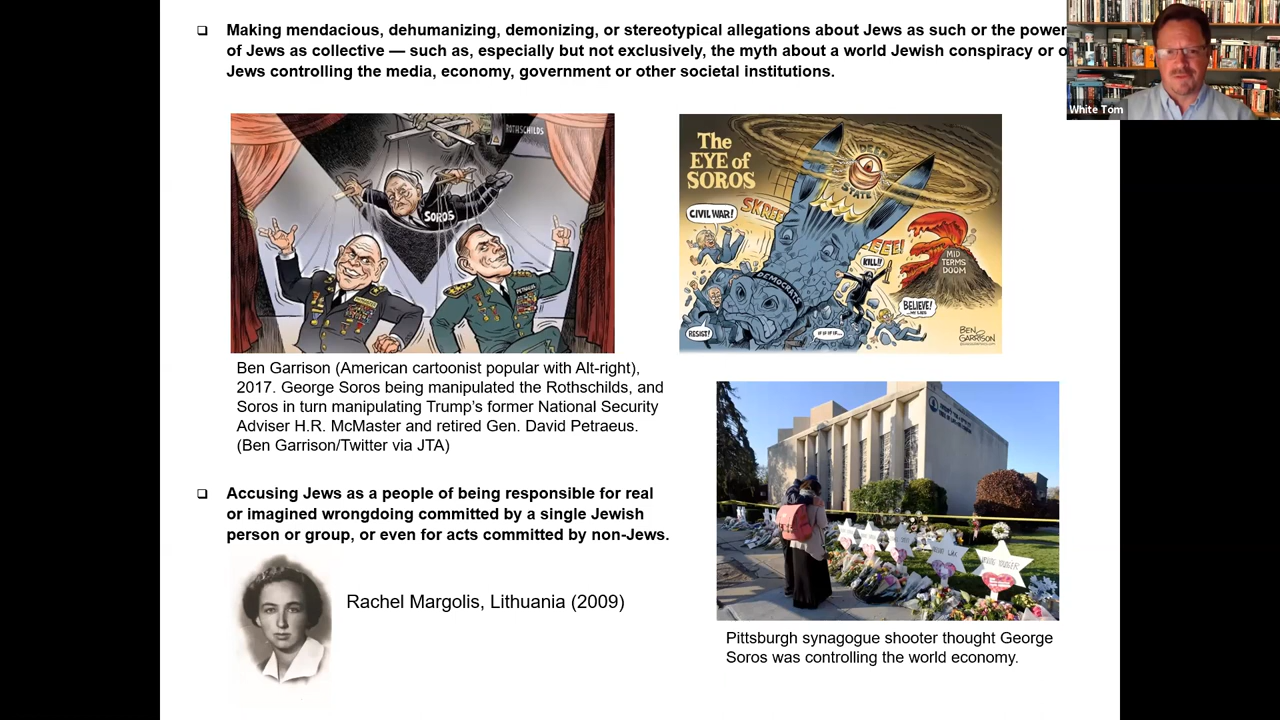 Making mendacious, dehumanizing, demonizing, or stereotypical allegations about Jews as such or the power
of Jews as collective — such as, especially but not exclusively, the myth about a world Jewish conspiracy or o
Jews controlling the media, economy, government or other societal institutions.
White Tom
ROTHSCHILDS
SOROS
PETRAEUS
The
EYE of
SOROS
DEEP
STATE
CIVIL WAR!
SKREE
EEE!
KILL!!
MID
TERMS
DOOM
DEMOCRATS
BELIEVE!
RESIST!
BEN
GARRISON
Ben Garrison (American cartoonist popular with Alt-right),
2017. George Soros being manipulated the Rothschilds, and
Soros in turn manipulating Trump’s former National Security
Adviser H.R. McMaster and retired Gen. David Petraeus.
(Ben Garrison/Twitter via JTA)
Accusing Jews as a people of being responsible for real
or imagined wrongdoing committed by a single Jewish
person or group, or even for acts committed by non-Jews.
Rachel Margolis, Lithuania (2009)
Pittsburgh synagogue shooter thought George
Soros was controlling the world economy.